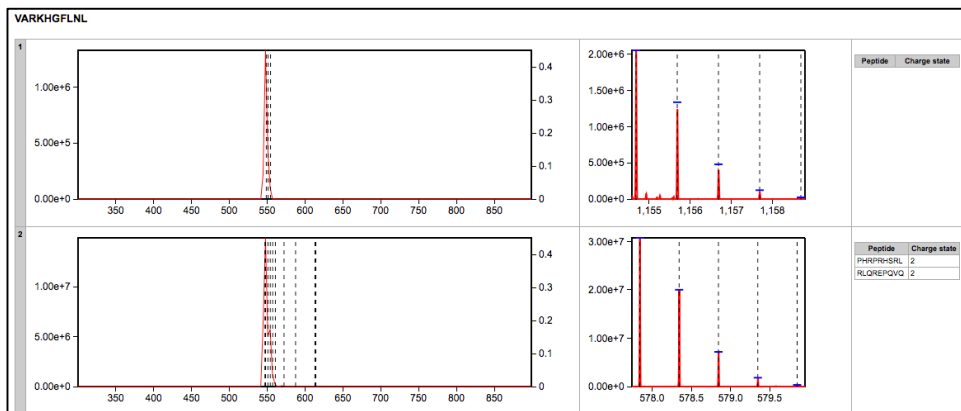 VARKHGFLNL
1
1.00e+6
5.00e+5
0.00e+0
0.4
0.3
0.2
0.1
0
350 400 450 500 550 600 650 700 750 800 850
2.00e+6
1.50e+6
1.00e+6
5.00e+5
0.00e+0
1,155 1,156 1,157 1,158
Peptide Charge state
2
1.00e+7
5.00e+6
0.00e+0
0.4
0.3
0.2
0.1
0
350 400 450 500 550 600 650 700 750 800 850
3.00e+7
2.00e+7
1.00e+7
0.00e+0
578.0 578.5 579.0 579.5
Peptide Charge state
PHRPRHSRL 2
RLQREPQVQ 2